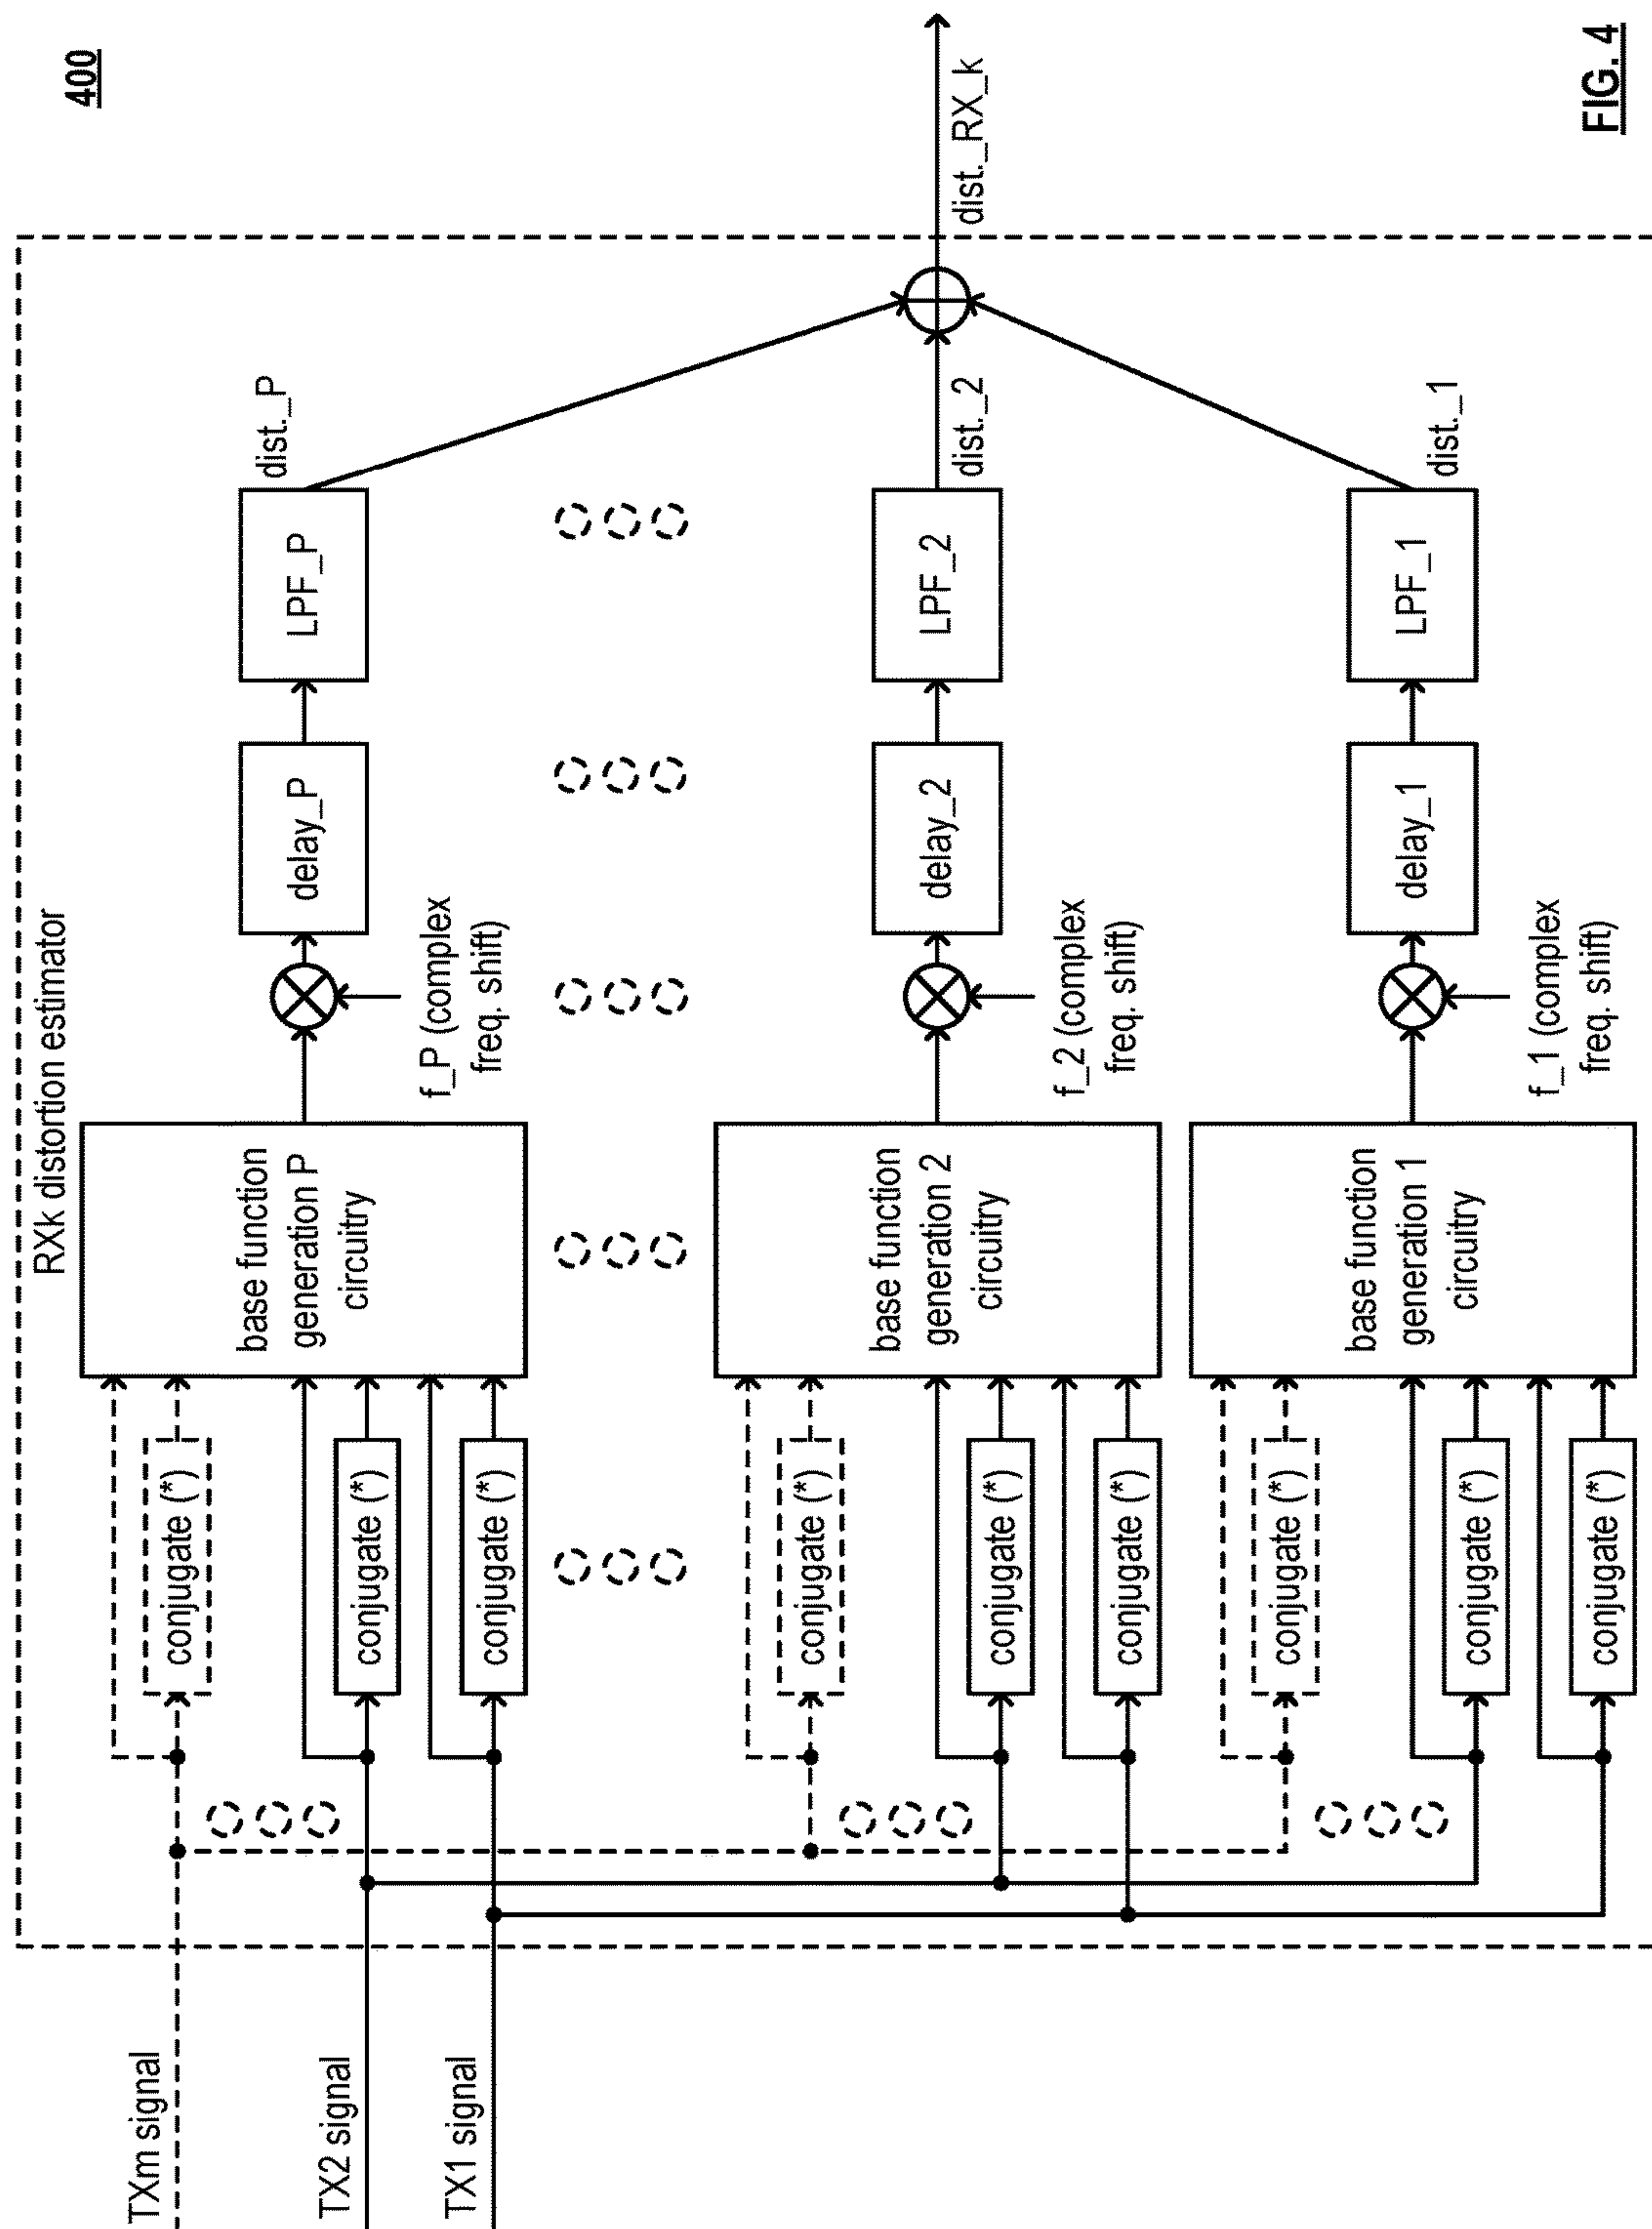 400
RXk distortion estimator
TXm signal
TX2 signal
TX1 signal
conjugate (*)
conjugate (*)
conjugate (*)
base function
generation P
circuitry
f_P (complex
freq. shift)
delay_P
LPF_P
dist._P
conjugate (*)
conjugate (*)
conjugate (*)
base function
generation 2
circuitry
f_2 (complex
freq. shift)
delay_2
LPF_2
dist._2
dist._RX_k
conjugate (*)
conjugate (*)
conjugate (*)
base function
generation 1
circuitry
f_1 (complex
freq. shift)
delay_1
LPF_1
dist._1
FIG. 4